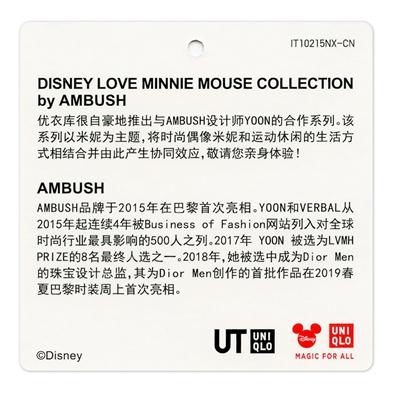 IT10215NX-CN
DISNEY LOVE MINNIE MOUSE COLLECTION
by AMBUSH
优衣库很自豪地推出与AMBUSH设计师YOON的合作系列。该
系列以米妮为主题,将时尚偶像米妮和运动休闲的生活方
式相结合并由此产生协同效应,敬请您亲身体验!
AMBUSH
AMBUSH品牌于2015年在巴黎首次亮相。YOON和VERBAL从
2015年起连续4年被Business of Fashion网站列入对全球
时尚行业最具影响的500人之列。2017年 YOON 被选为LVMH
PRIZE的8名最终人选之一。2018年,她被选中成为Dior Men
的珠宝设计总监,其为Dior Men创作的首批作品在2019春
夏巴黎时装周上首次亮相。
UT UNI QLO
UNI QLO
MAGIC FOR ALL
©Disney